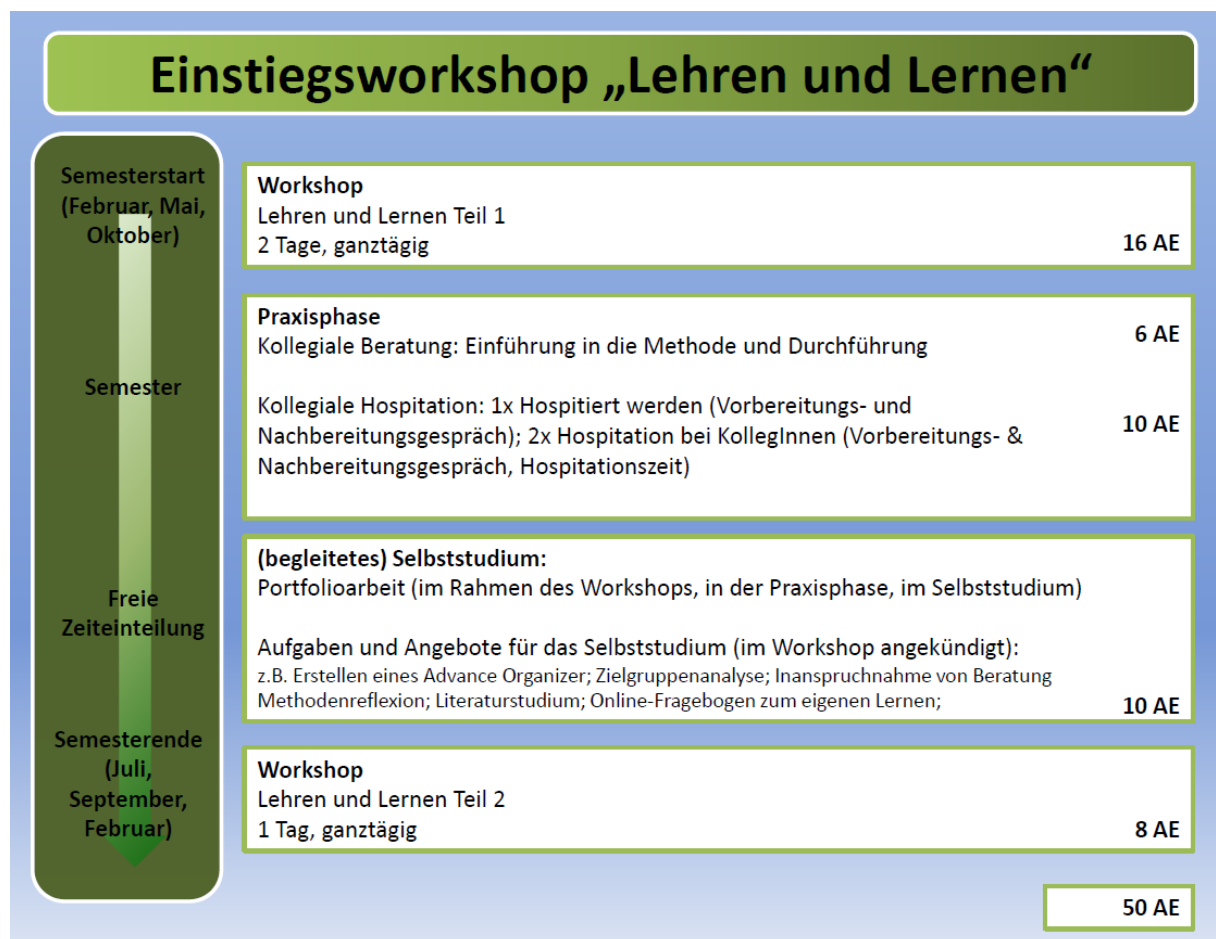 Einstiegsworkshop „Lehren und Lernen“
Semesterstart
(Februar, Mai,
Oktober)
Workshop
Lehren und Lernen Teil 1
2 Tage, ganztägig
16 AE
Semester
Praxisphase
6 AE
Kollegiale Beratung: Einführung in die Methode und Durchführung
Kollegiale Hospitation: 1x Hospitiert werden (Vorbereitungs- und
Nachbereitungsgespräch); 2x Hospitation bei KollegInnen (Vorbereitungs- &
Nachbereitungsgespräch, Hospitationszeit)
10 AE
Freie
Zeiteinteilung
(begleitetes) Selbststudium:
Portfolioarbeit (im Rahmen des Workshops, in der Praxisphase, im Selbststudium)
Aufgaben und Angebote für das Selbststudium (im Workshop angekündigt):
z.B. Erstellen eines Advance Organizer; Zielgruppenanalyse; Inanspruchnahme von Beratung
Methodenreflexion; Literaturstudium; Online-Fragebogen zum eigenen Lernen;
10 AE
Semesterende
(Juli,
September,
Februar)
Workshop
Lehren und Lernen Teil 2
1 Tag, ganztägig
8 AE
50 AE